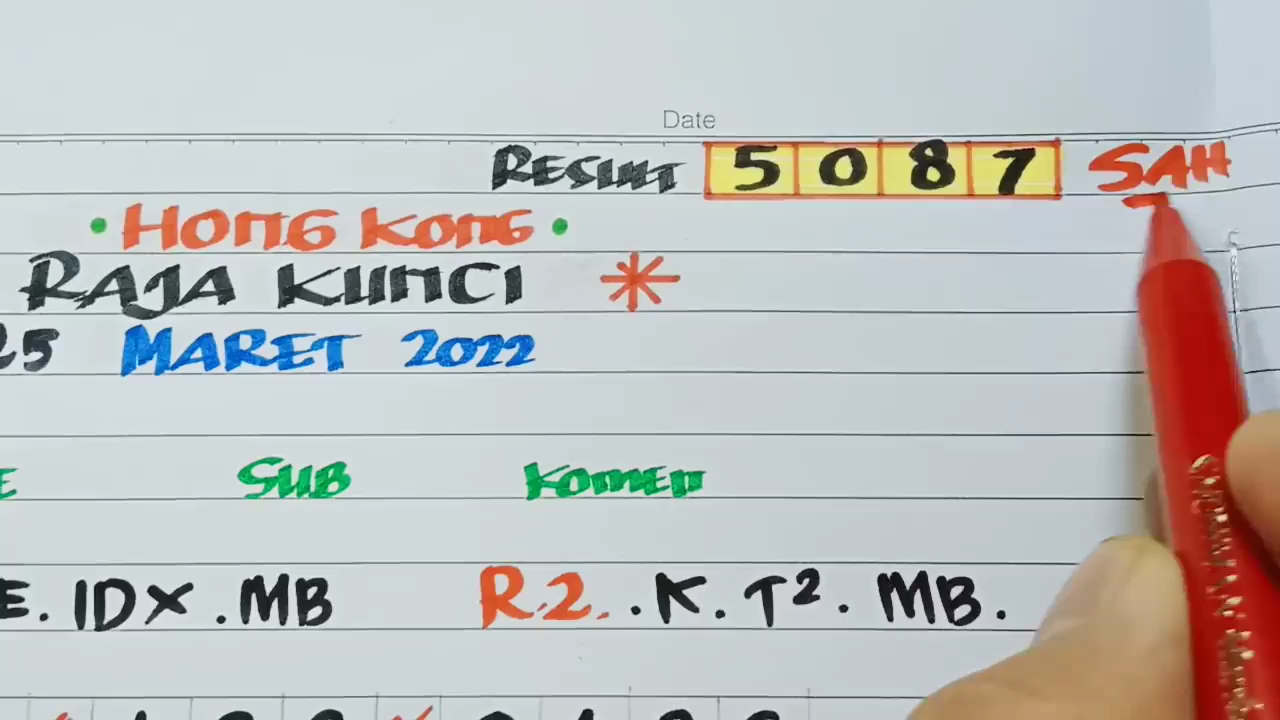 Date
RESULT 5 0 8 7 SAH
• HONG KONG •
RAJA KUNCI *
25 MARET 2022
SUB KOMEN
E. IDX . MB R.2. . K. T². MB.